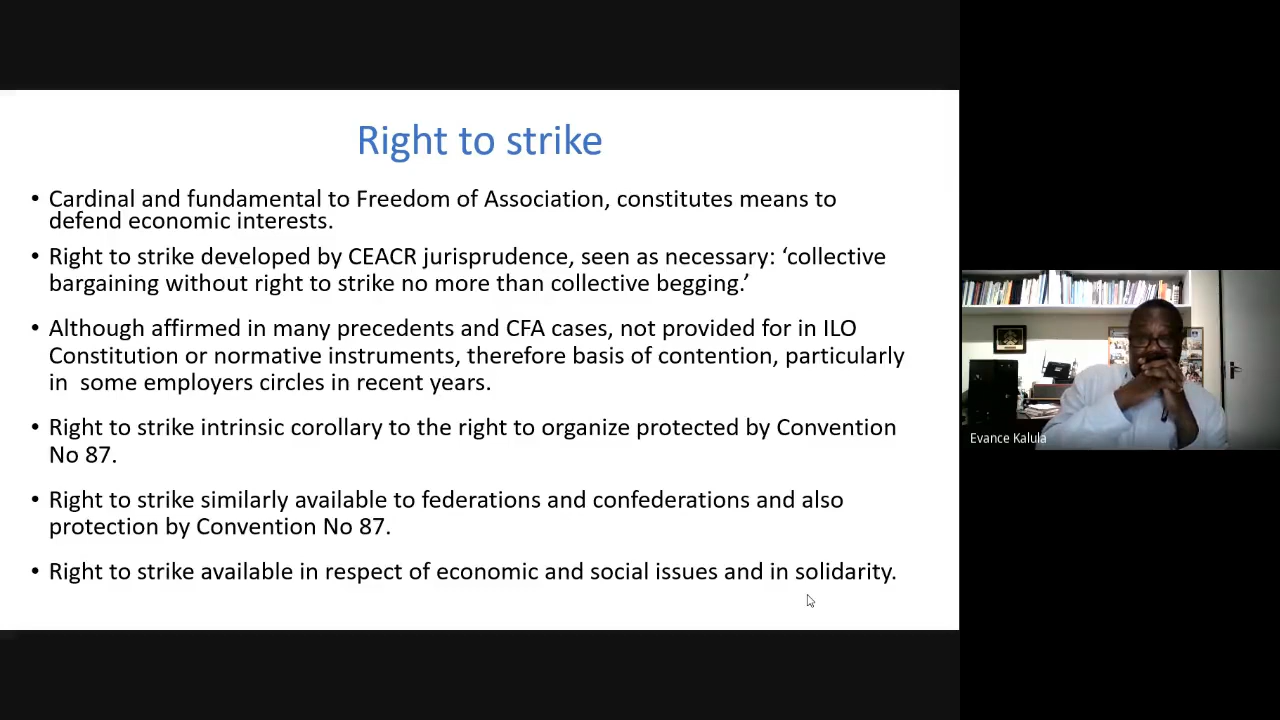 Right to strike
• Cardinal and fundamental to Freedom of Association, constitutes means to
defend economic interests.
• Right to strike developed by CEACR jurisprudence, seen as necessary: ‘collective
bargaining without right to strike no more than collective begging.’
• Although affirmed in many precedents and CFA cases, not provided for in ILO
Constitution or normative instruments, therefore basis of contention, particularly
in  some employers circles in recent years.
• Right to strike intrinsic corollary to the right to organize protected by Convention
No 87.
• Right to strike similarly available to federations and confederations and also
protection by Convention No 87.
• Right to strike available in respect of economic and social issues and in solidarity.
Evance Kalula